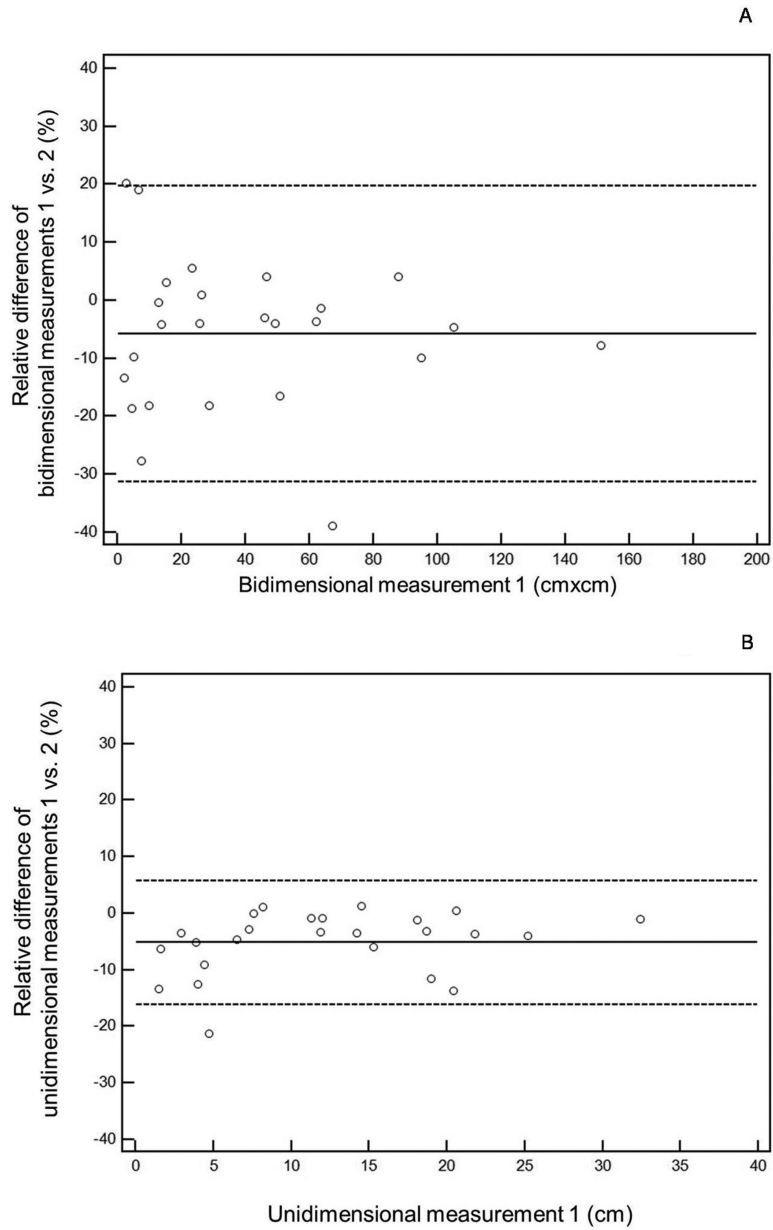 A
Relative difference of
bidimensional measurements 1 vs. 2 (%)
40
30
20
10
0
-10
-20
-30
-40
0 20 40 60 80 100 120 140 160 180 200
Bidimensional measurement 1 (cmxcm)
B
Relative difference of
unidimensional measurements 1 vs. 2 (%)
40
30
20
10
0
-10
-20
-30
-40
0 5 10 15 20 25 30 35 40
Unidimensional measurement 1 (cm)